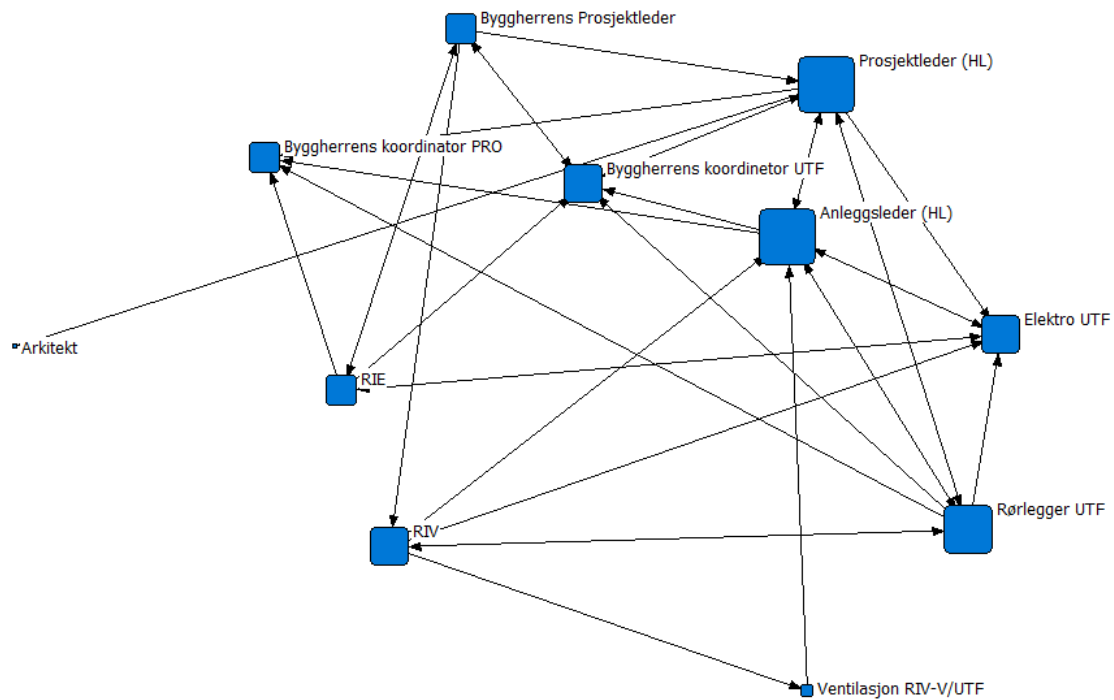 Byggherrens Prosjektleder
Prosjektleder (HL)
Byggherrens koordinator PRO
Byggherrens koordinetor UTF
Anleggsleder (HL)
Elektro UTF
Arkitekt
RIE
Rørlegger UTF
RIV
Ventilasjon RIV-V/UTF